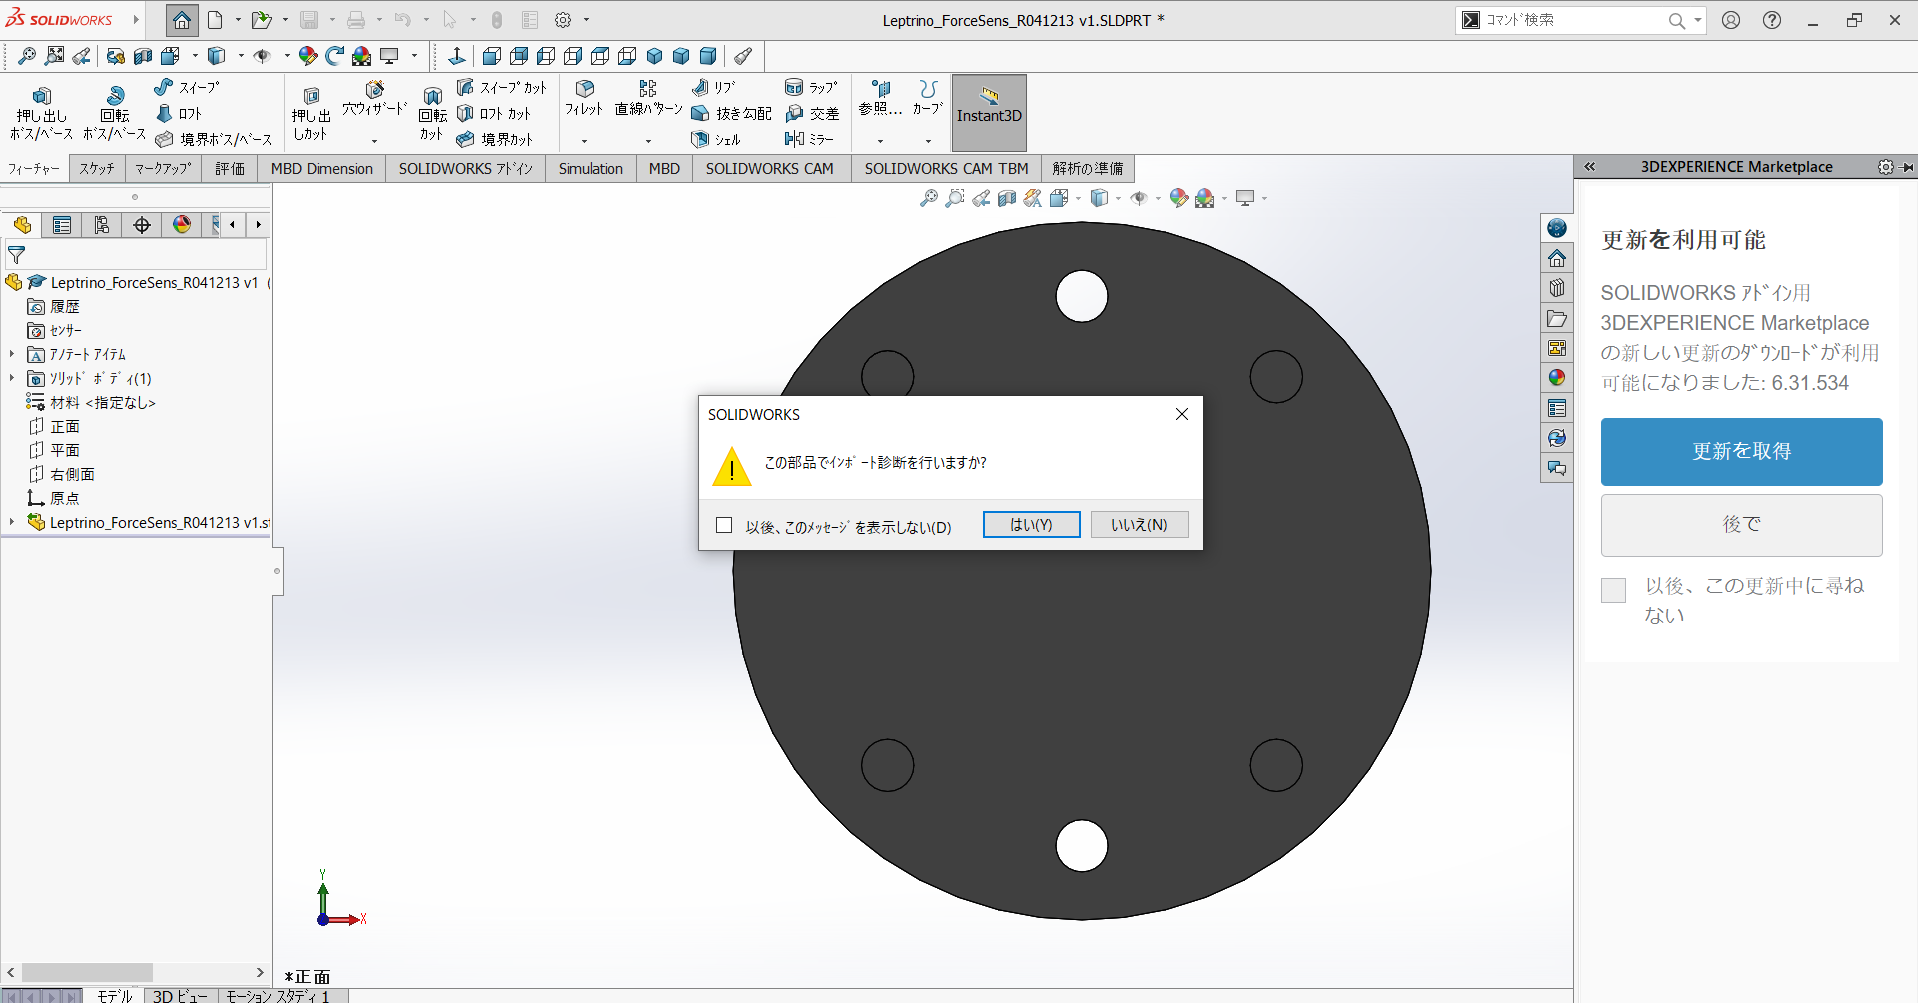 SOLIDWORKS
Leptrino_ForceSens_R041213 v1.SLDPRT *
コマンド検索
押し出し
ボス/ベース
回転
ボス/ベース
スイープ
ロフト
境界ボス/ベース
押し出
しカット
穴ウィザード
回転
カット
スイープ カット
ロフト カット
境界カット
フィレット
直線パターン
リブ
抜き勾配
シェル
ラップ
交差
ミラー
参照...
カーブ
Instant3D
フィーチャー
スケッチ
マークアップ
評価
MBD Dimension
SOLIDWORKS アドイン
Simulation
MBD
SOLIDWORKS CAM
SOLIDWORKS CAM TBM
解析の準備
3DEXPERIENCE Marketplace
Leptrino_ForceSens_R041213 v1 (
履歴
センサー
アノテート アイテム
ソリッド ボディ(1)
材料 <指定なし>
正面
平面
右側面
原点
Leptrino_ForceSens_R041213 v1.st
SOLIDWORKS
この部品でインポート診断を行いますか?
以後、このメッセージを表示しない(D)
はい(Y)
いいえ(N)
更新を利用可能
SOLIDWORKS アドイン用
3DEXPERIENCE Marketplace
の新しい更新のダウンロードが利用
可能になりました: 6.31.534
更新を取得
後で
以後、この更新中に尋ね
ない
Y
X
*正面
モデル
3D ビュー
モーション スタディ 1